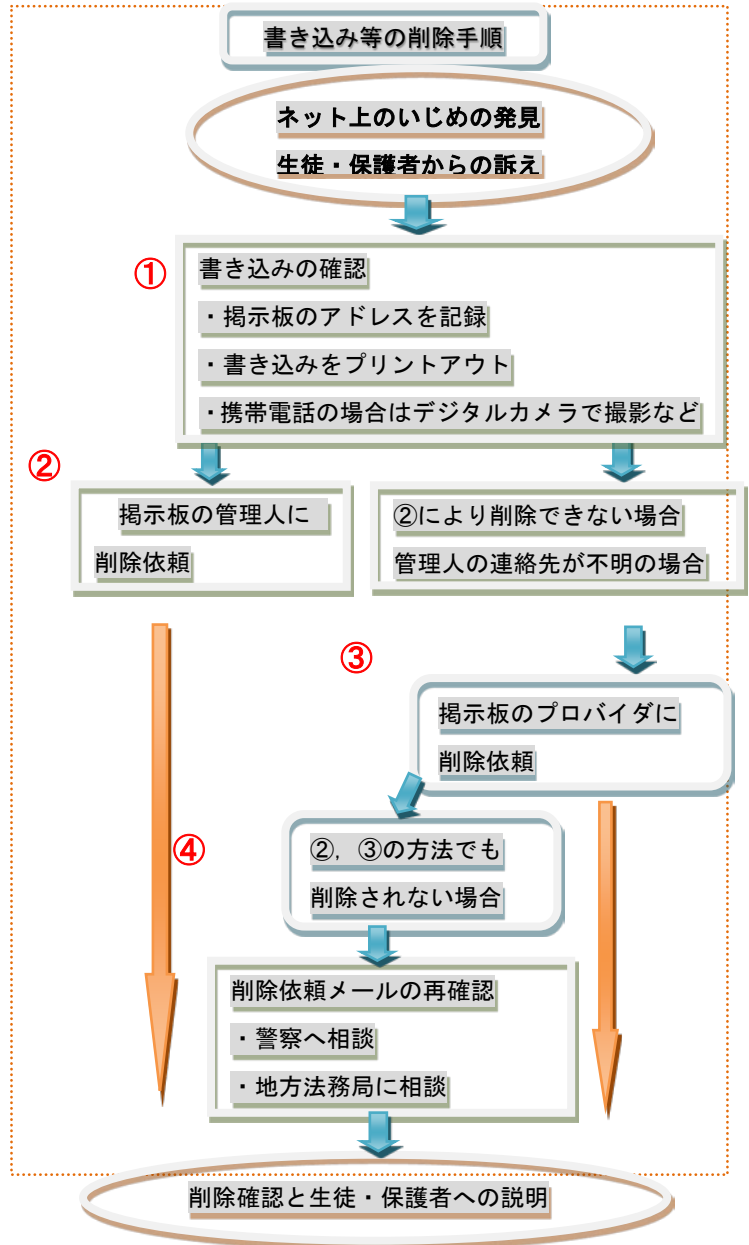 書き込み等の削除手順
ネット上のいじめの発見
生徒・保護者からの訴え
①
書き込みの確認
・掲示板のアドレスを記録
・書き込みをプリントアウト
・携帯電話の場合はデジタルカメラで撮影など
②
掲示板の管理人に
削除依頼
②により削除できない場合
管理人の連絡先が不明の場合
③
掲示板のプロバイダに
削除依頼
④
②，③の方法でも
削除されない場合
削除依頼メールの再確認
・警察へ相談
・地方法務局に相談
削除確認と生徒・保護者への説明